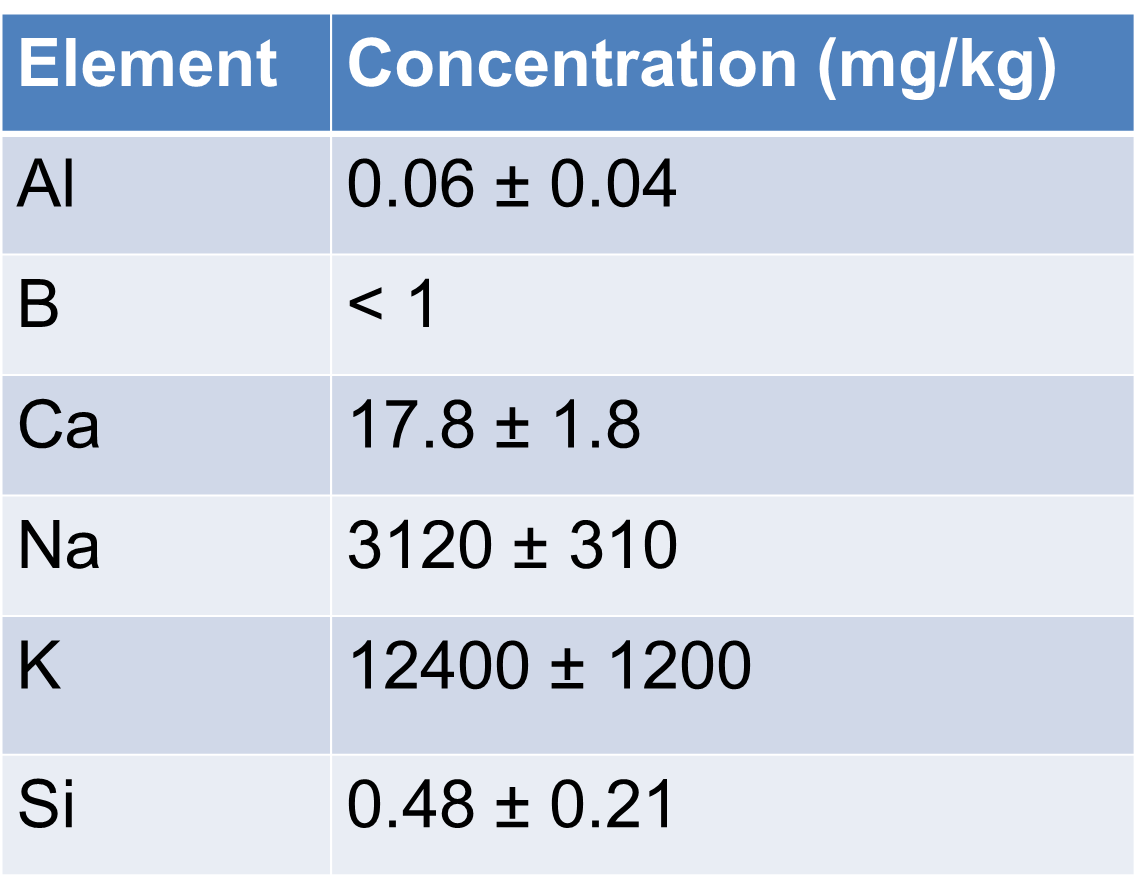 Element Concentration (mg/kg)
Al 0.06 ± 0.04
B < 1
Ca 17.8 ± 1.8
Na 3120 ± 310
K 12400 ± 1200
Si 0.48 ± 0.21